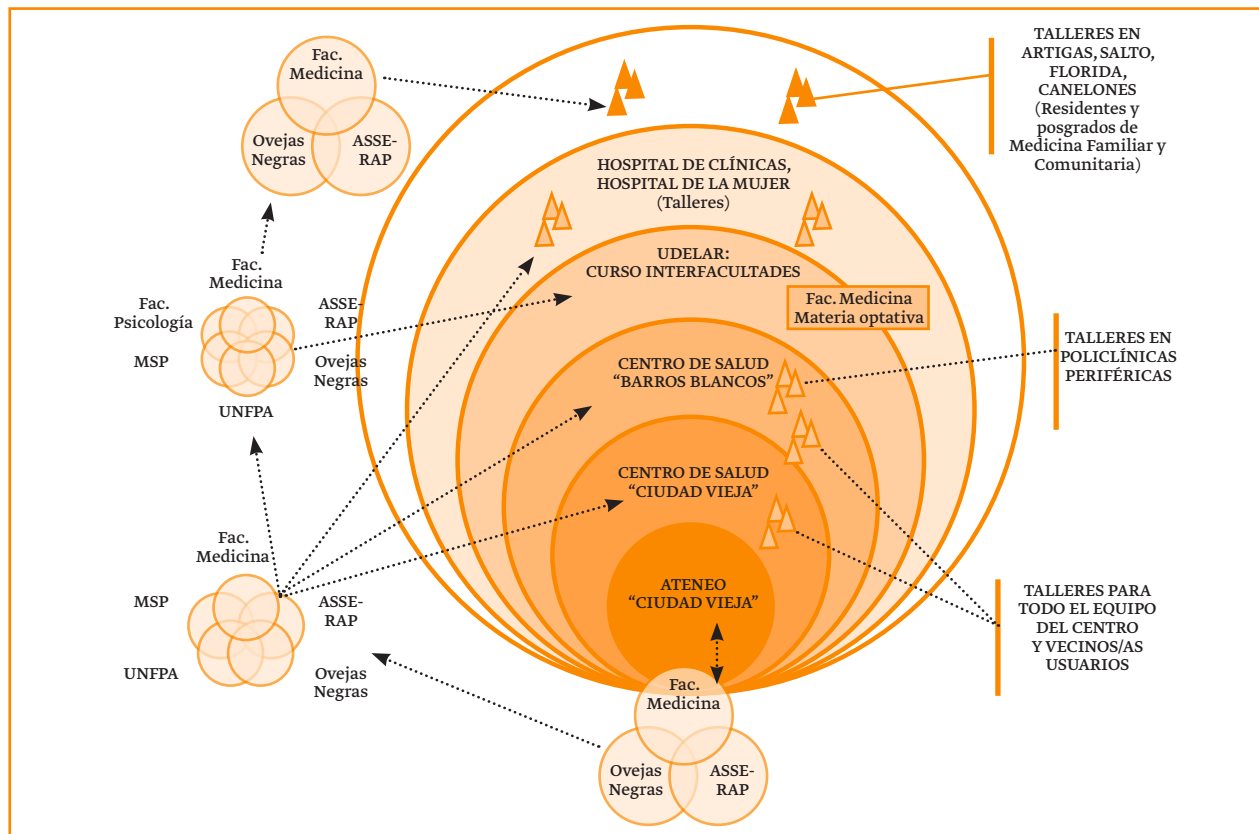 Fac.
Medicina
Ovejas
Negras
ASSE-
RAP
TALLERES EN
ARTIGAS, SALTO,
FLORIDA,
CANELONES
(Residentes y
posgrados de
Medicina Familiar y
Comunitaria)
HOSPITAL DE CLÍNICAS,
HOSPITAL DE LA MUJER
(Talleres)
UDELAR:
CURSO INTERFACULTADES
Fac. Medicina
Materia optativa
Fac.
Medicina
Fac.
Psicología
ASSE-
RAP
MSP
Ovejas
Negras
UNFPA
CENTRO DE SALUD
“BARROS BLANCOS”
TALLERES EN
POLICLÍNICAS
PERIFÉRICAS
CENTRO DE SALUD
“CIUDAD VIEJA”
Fac.
Medicina
MSP
ASSE-
RAP
UNFPA
Ovejas
Negras
ATENEO
“CIUDAD VIEJA”
TALLERES PARA
TODO EL EQUIPO
DEL CENTRO
Y VECINOS/AS
USUARIOS
Fac.
Medicina
Ovejas
Negras
ASSE-
RAP